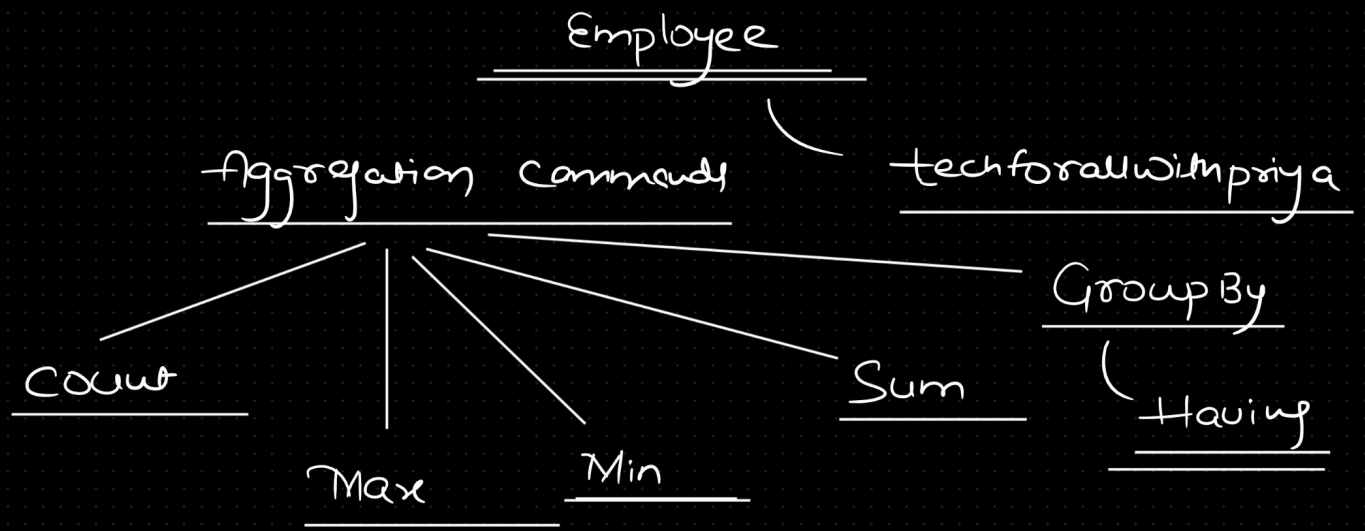 Employee
Aggregation Commands
techforallwithpriya
GroupBy
Count
Sum
Having
Max
Min